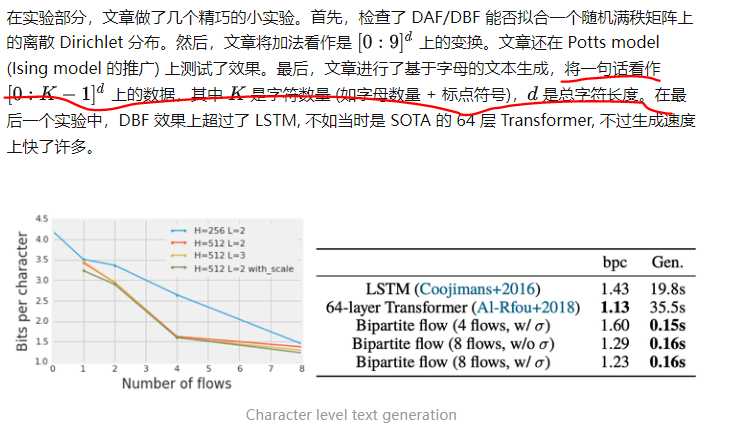 在实验部分，文章做了几个精巧的小实验。首先，检查了 DAF/DBF 能否拟合一个随机满秩矩阵上
的离散 Dirichlet 分布。然后，文章将加法看作是 [0 : 9]^d 上的变换。文章还在 Potts model
(Ising model 的推广) 上测试了效果。最后，文章进行了基于字母的文本生成，将一句话看作
[0 : K − 1]^d 上的数据，其中 K 是字符数量 (如字母数量 + 标点符号)，d 是总字符长度。在最
后一个实验中，DBF 效果上超过了 LSTM, 不如当时是 SOTA 的 64 层 Transformer, 不过生成速度
上快了许多。
4.5
4.0
3.5
3.0
2.5
2.0
1.5
1.0
Bits per character
H=256 L=2
H=512 L=2
H=512 L=3
H=512 L=2 with_scale
0 1 2 3 4 5 6 7 8
Number of flows
bpc Gen.
LSTM (Coojimans+2016) 1.43 19.8s
64-layer Transformer (Al-Rfou+2018) 1.13 35.5s
Bipartite flow (4 flows, w/ σ) 1.60 0.15s
Bipartite flow (8 flows, w/o σ) 1.29 0.16s
Bipartite flow (8 flows, w/ σ) 1.23 0.16s
Character level text generation